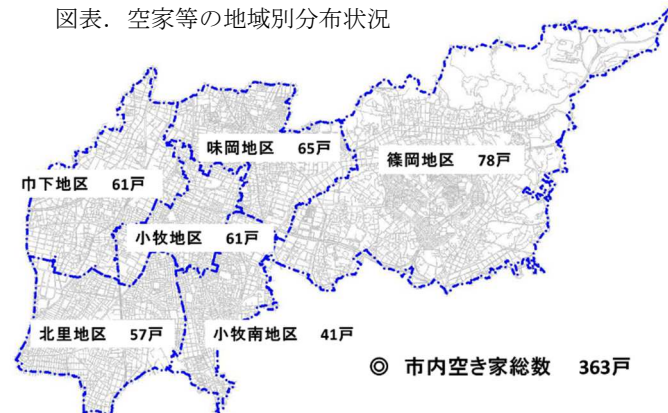 図表．空家等の地域別分布状況
味岡地区 65戸
篠岡地区 78戸
巾下地区 61戸
小牧地区 61戸
北里地区 57戸
小牧南地区 41戸
◎ 市内空き家総数 363戸